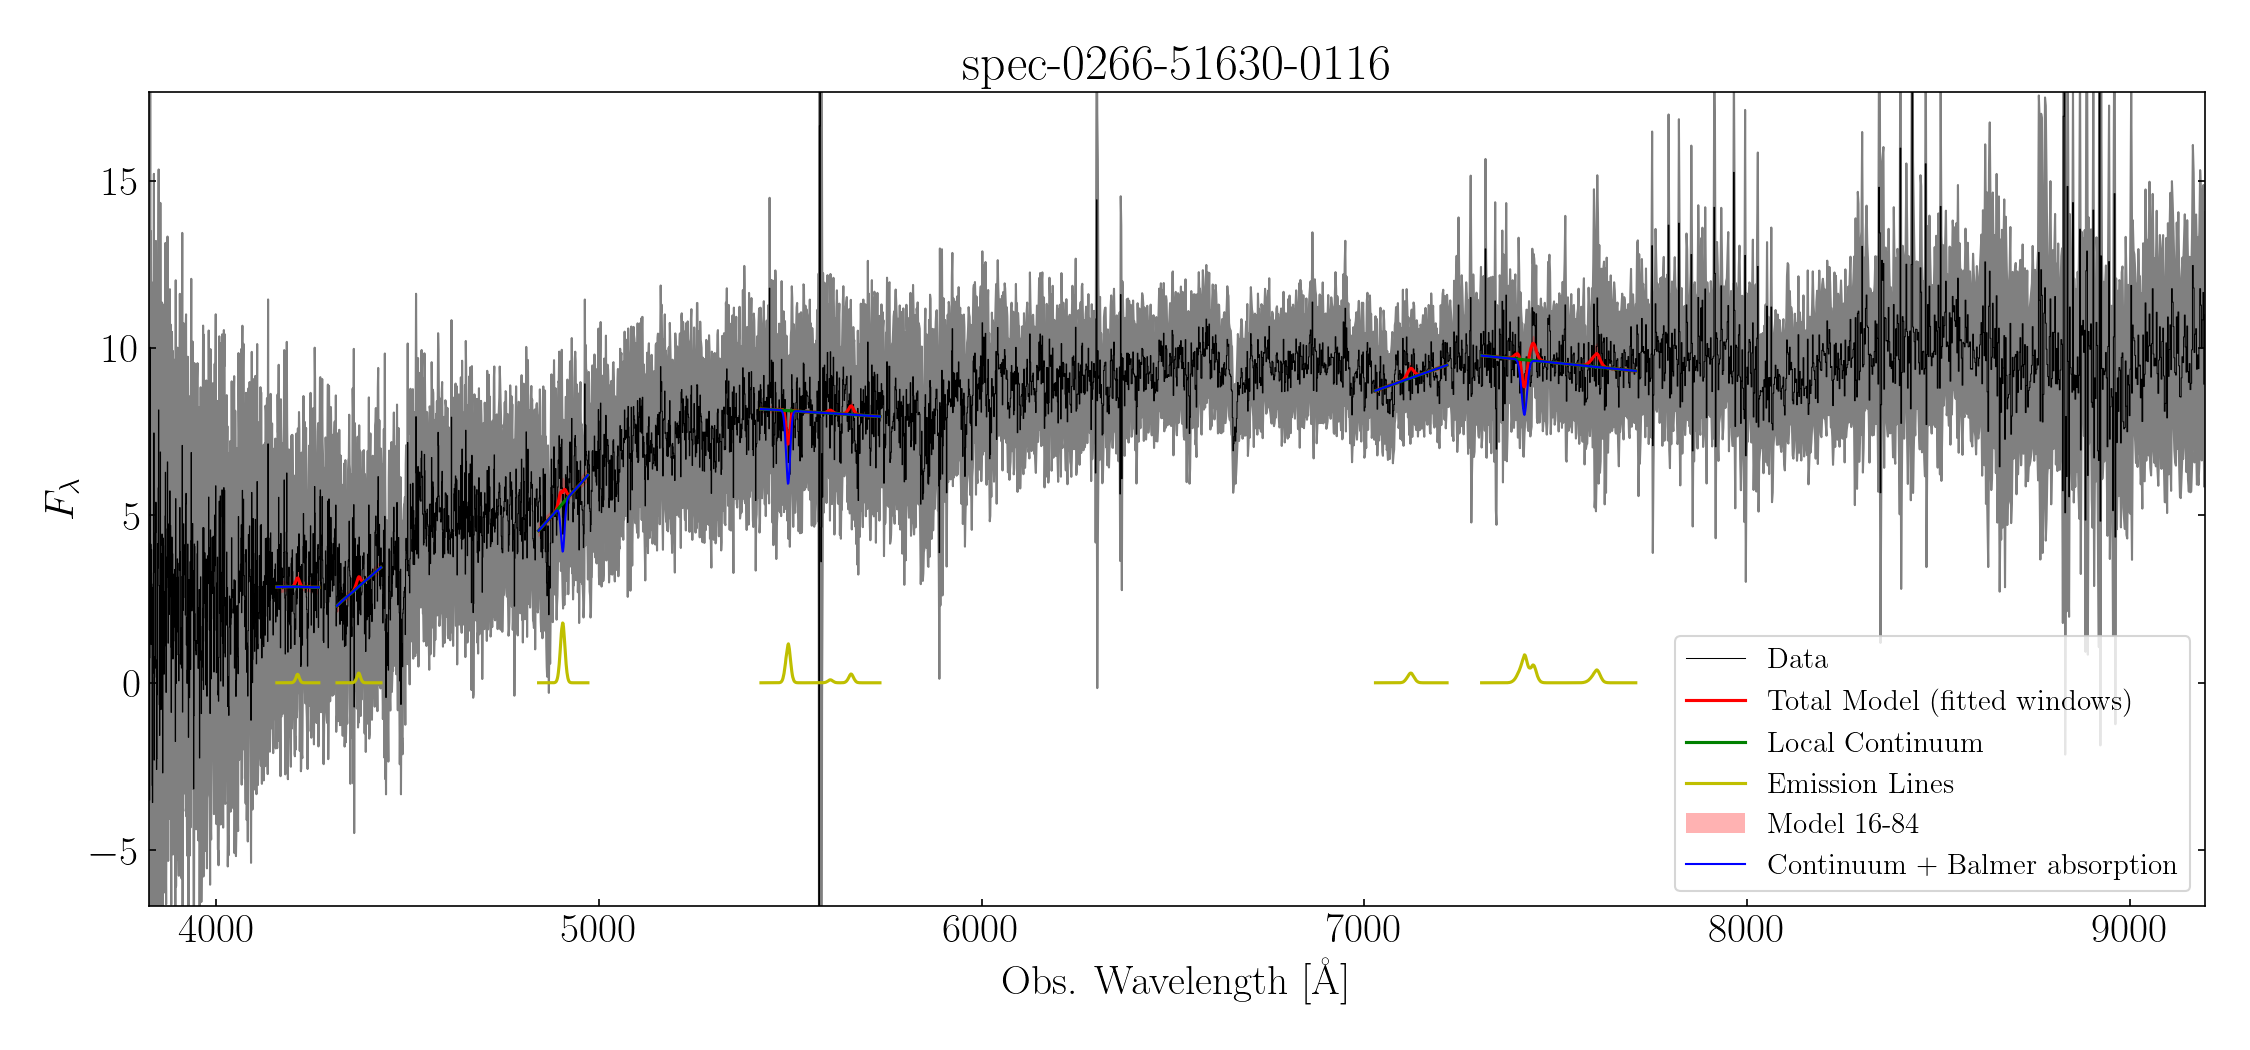 spec-0266-51630-0116
15
10
5
0
−5
F_λ
4000 5000 6000 7000 8000 9000
Obs. Wavelength [Å]
Data
Total Model (fitted windows)
Local Continuum
Emission Lines
Model 16-84
Continuum + Balmer absorption